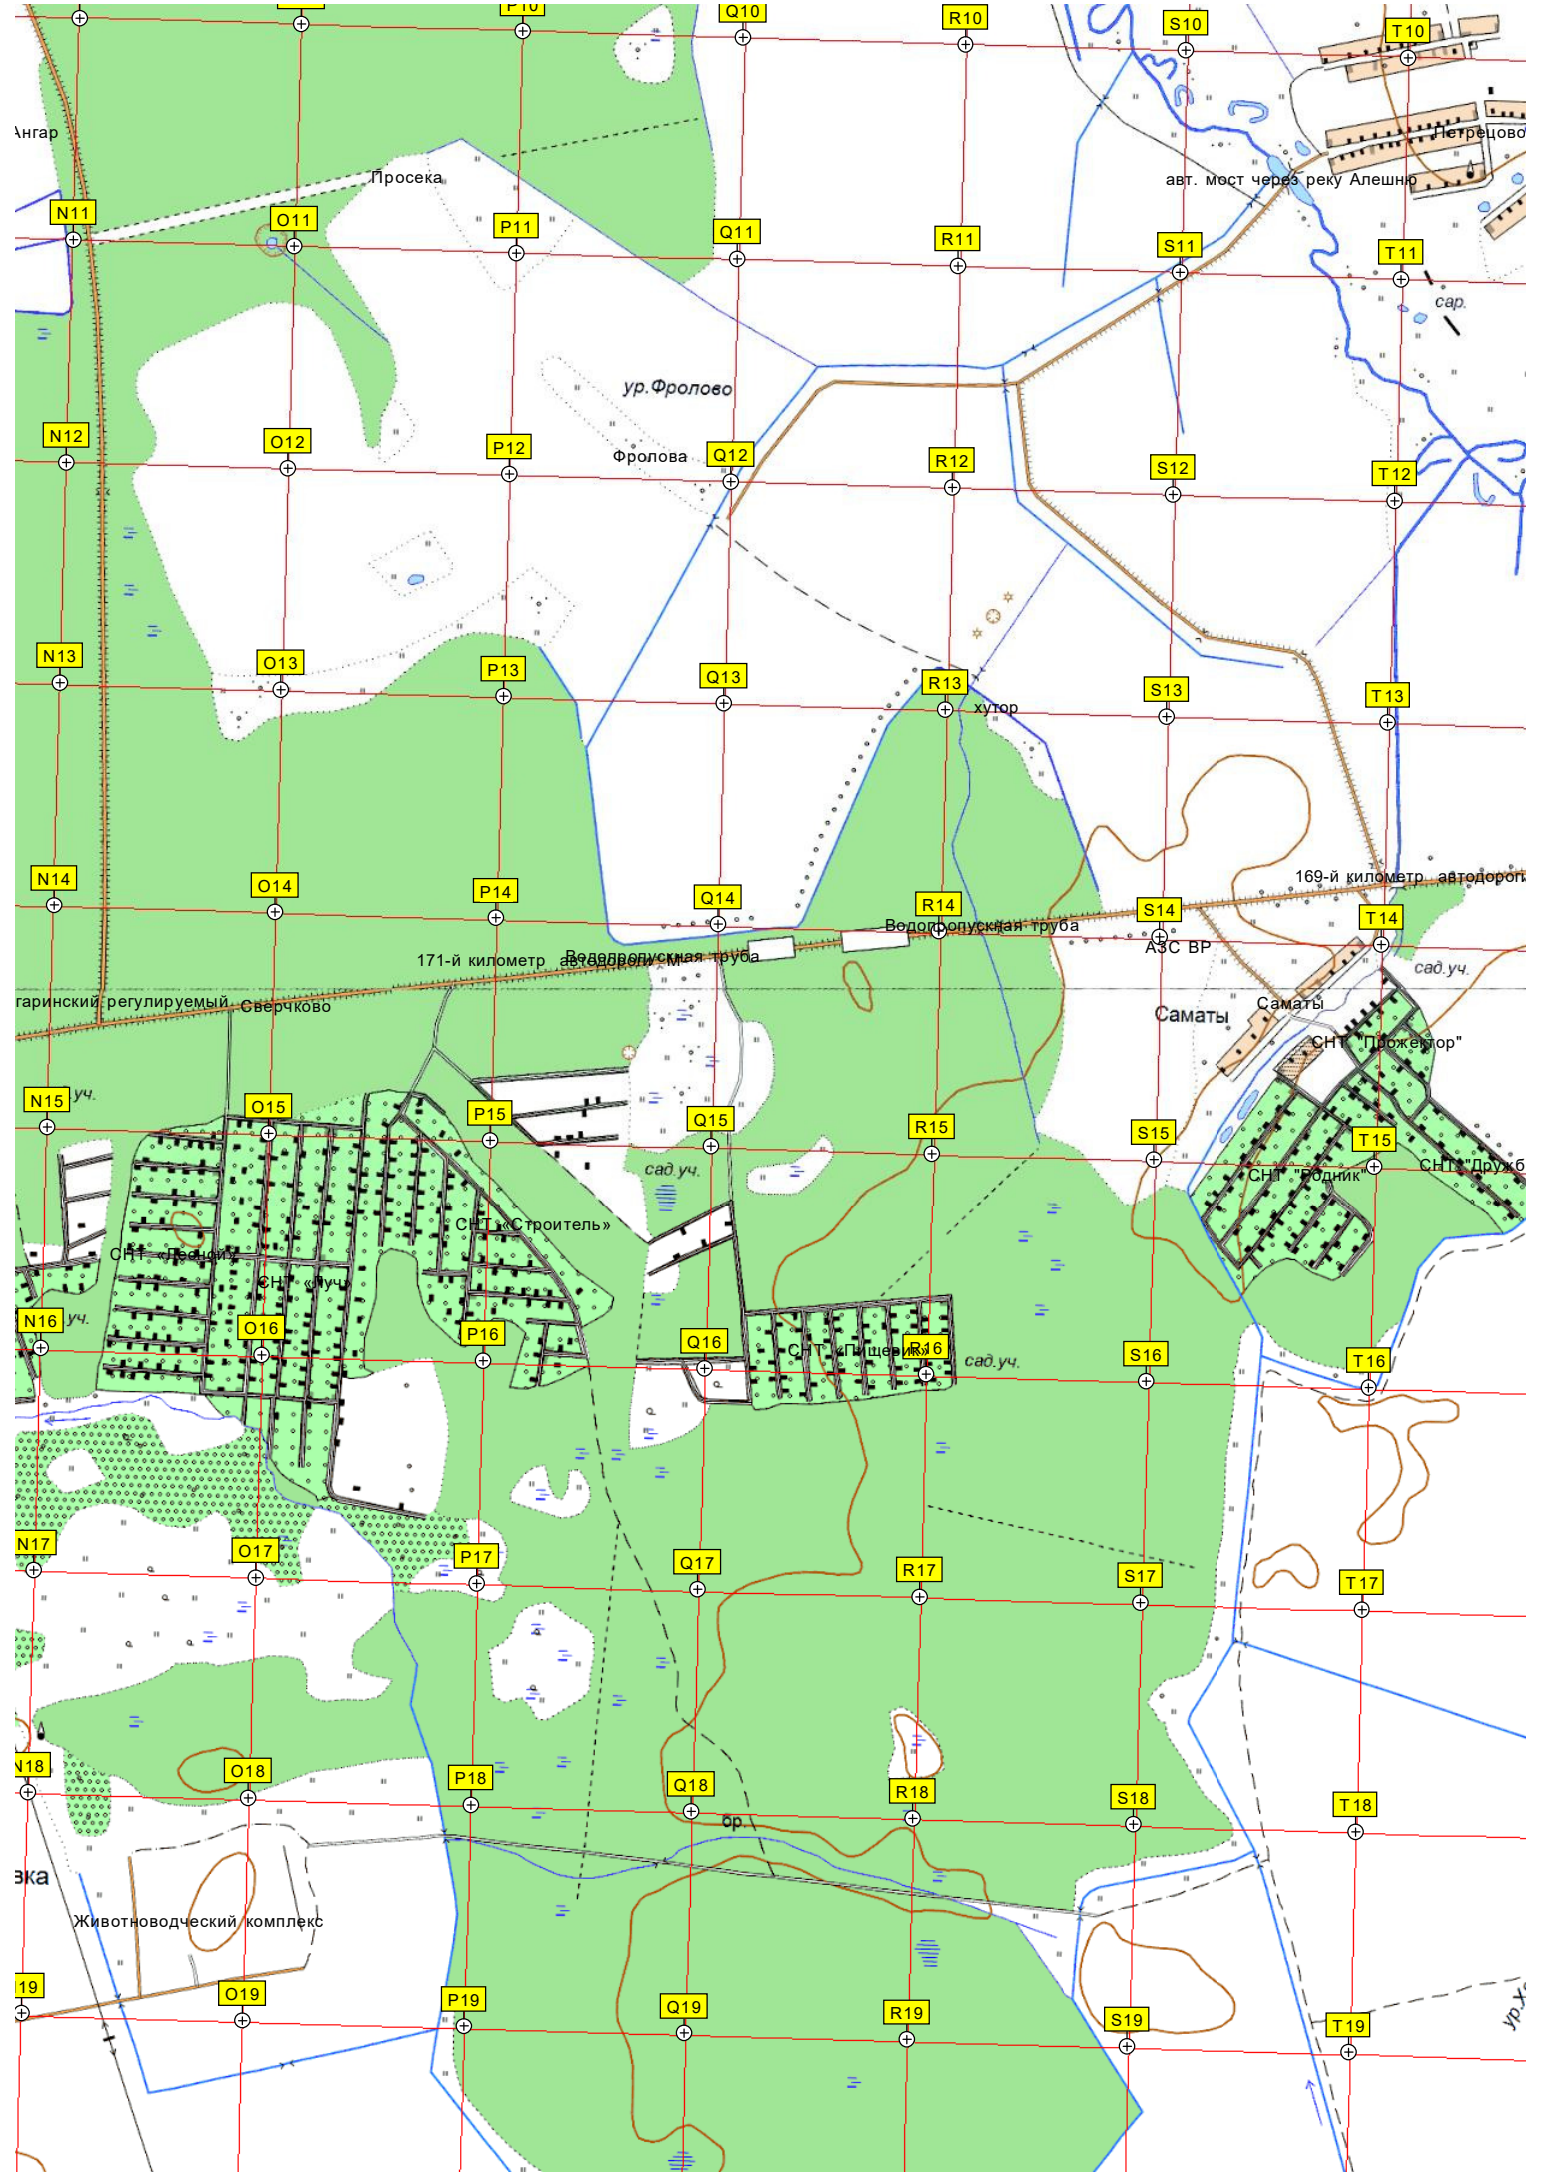 P10
Q10
R10
S10
T10
Ангар
Петрецово
Просека
авт. мост через реку Алешню
N11
O11
P11
Q11
R11
S11
T11
сар.
ур.Фролово
N12
O12
P12
Фролова
Q12
R12
S12
T12
N13
O13
P13
Q13
R13
хутор
S13
T13
169-й километр автодороги
N14
O14
P14
Q14
R14
S14
T14
Водопропускная труба
АЗС ВР
171-й километр автодороги М
Водопропускная труба
сад.уч.
гаринский регулируемый
Сверчково
Саматы
Саматы
СНТ "Прожектор"
N15
уч.
O15
P15
Q15
R15
S15
T15
сад.уч.
СНТ "Родник"
СНТ "Дружб
СНТ «Строитель»
СНТ «Лесной»
СНТ «Луч»
N16
уч.
O16
P16
Q16
СНТ «Пищевик»
R16
сад.уч.
S16
T16
N17
O17
P17
Q17
R17
S17
T17
N18
O18
P18
Q18
R18
S18
T18
бр.
вка
Животноводческий комплекс
19
O19
P19
Q19
R19
S19
T19
ур.Х